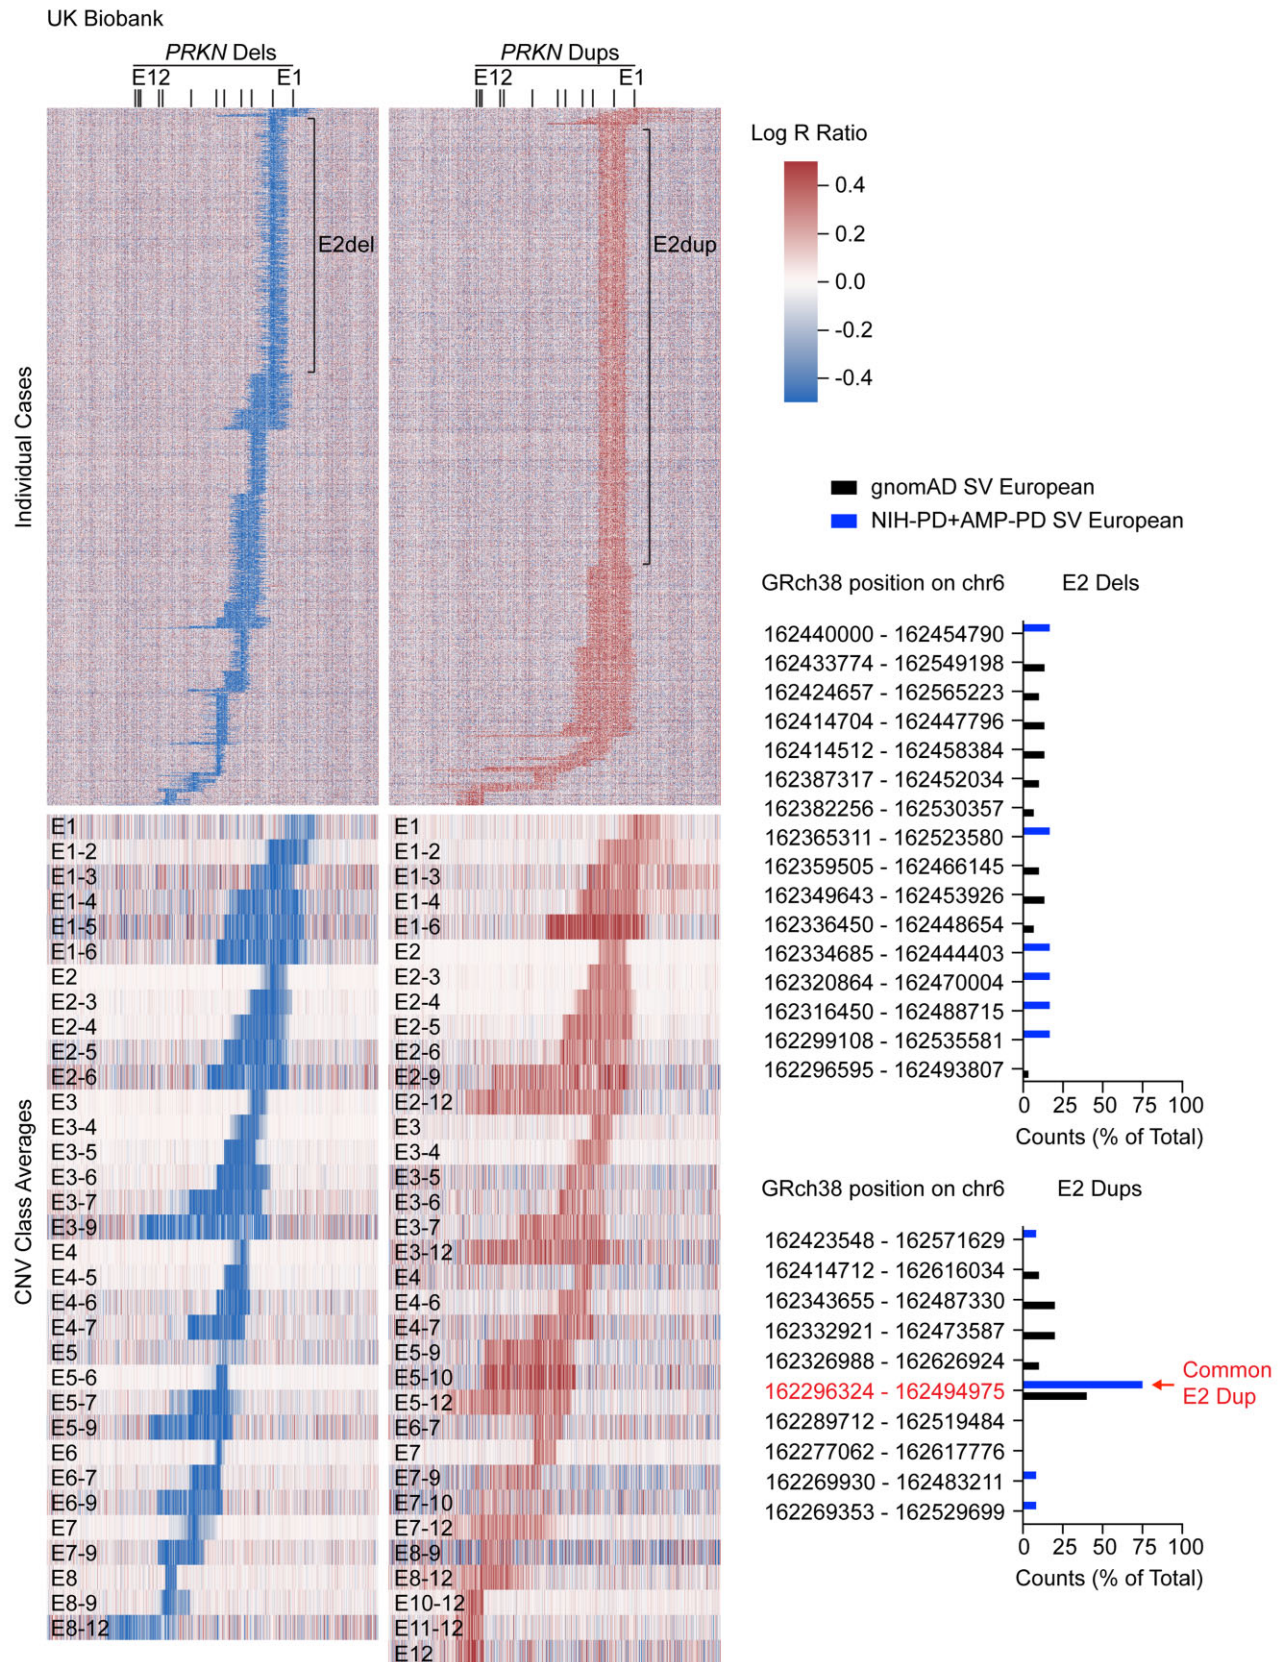 UK Biobank
PRKN Dels
E12 E1
PRKN Dups
E12 E1
Individual Cases
E2del
E2dup
Log R Ratio
0.4
0.2
0.0
-0.2
-0.4
CNV Class Averages
E1
E1-2
E1-3
E1-4
E1-5
E1-6
E2
E2-3
E2-4
E2-5
E2-6
E3
E3-4
E3-5
E3-6
E3-7
E3-9
E4
E4-5
E4-6
E4-7
E5
E5-6
E5-7
E5-9
E6
E6-7
E6-9
E7
E7-9
E8
E8-9
E8-12
E1
E1-2
E1-3
E1-4
E1-6
E2
E2-3
E2-4
E2-5
E2-6
E2-9
E2-12
E3
E3-4
E3-5
E3-6
E3-7
E3-12
E4
E4-6
E4-7
E5-9
E5-10
E5-12
E6-7
E7
E7-9
E7-10
E7-12
E8-9
E8-12
E10-12
E11-12
E12
gnomAD SV European
NIH-PD+AMP-PD SV European
GRch38 position on chr6 E2 Dels
162440000 - 162454790
162433774 - 162549198
162424657 - 162565223
162414704 - 162447796
162414512 - 162458384
162387317 - 162452034
162382256 - 162530357
162365311 - 162523580
162359505 - 162466145
162349643 - 162453926
162336450 - 162448654
162334685 - 162444403
162320864 - 162470004
162316450 - 162488715
162299108 - 162535581
162296595 - 162493807
0 25 50 75 100
Counts (% of Total)
GRch38 position on chr6 E2 Dups
162423548 - 162571629
162414712 - 162616034
162343655 - 162487330
162332921 - 162473587
162326988 - 162626924
162296324 - 162494975
162289712 - 162519484
162277062 - 162617776
162269930 - 162483211
162269353 - 162529699
Common
E2 Dup
0 25 50 75 100
Counts (% of Total)